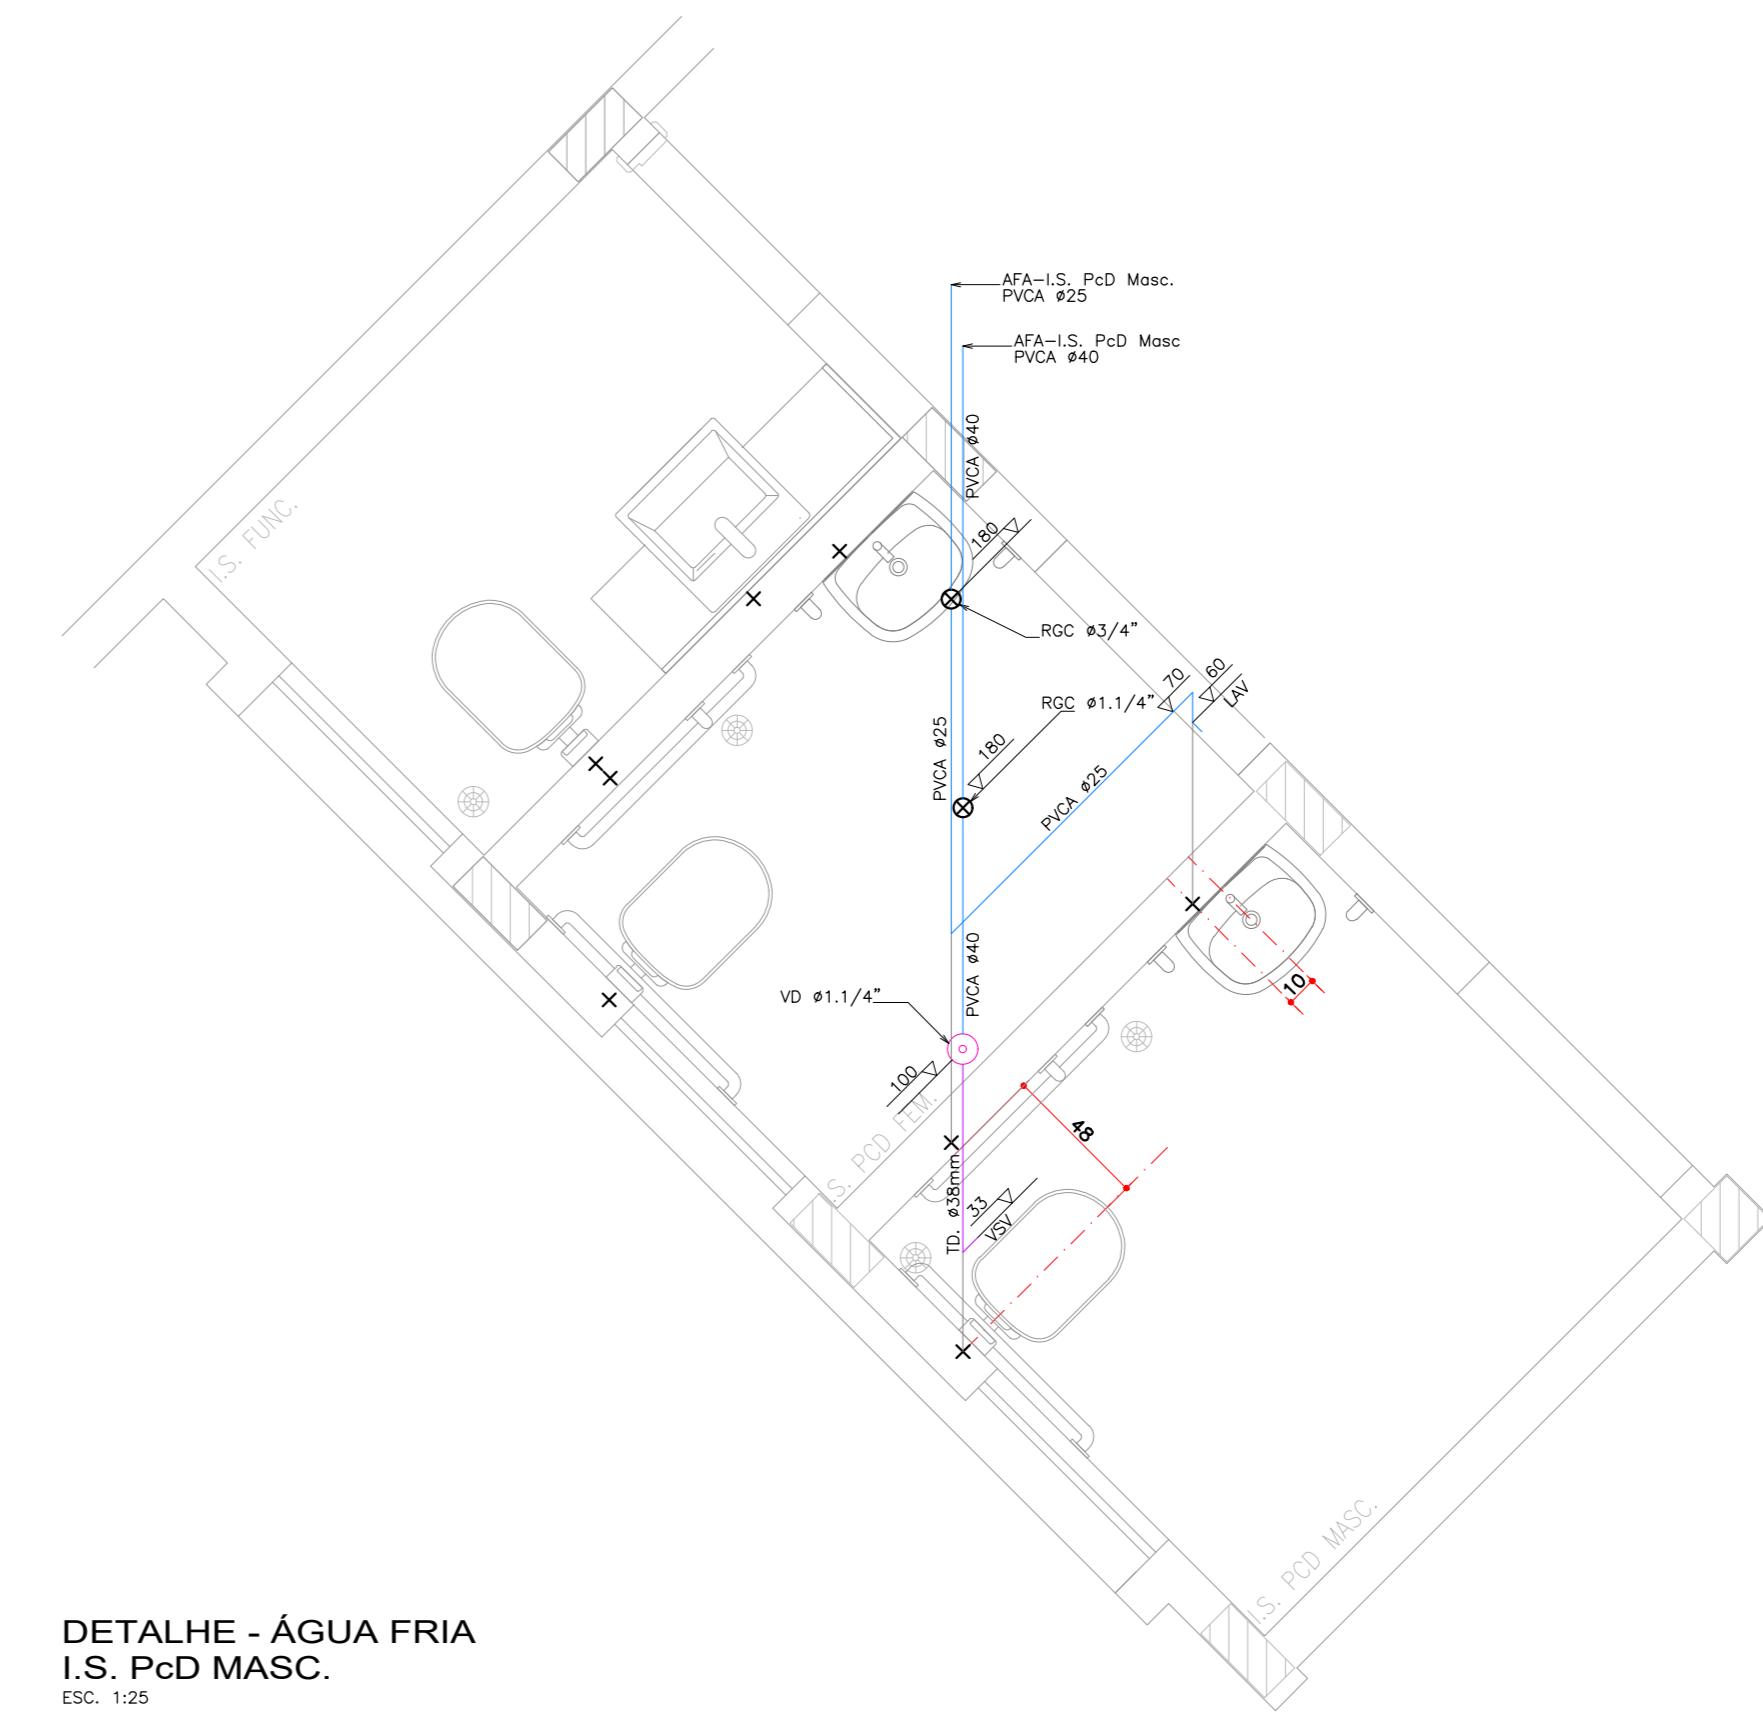 AFA-I.S. PcD Masc.
PVCA ø25
AFA-I.S. PcD Masc
PVCA ø40
PVCA ø40
I.S. FUNC.
180
RGC ø3/4"
70
60
LAV
RGC ø1.1/4"
180
PVCA ø25
PVCA ø25
PVCA ø40
10
VD ø1.1/4"
100
I.S. PCD FEM.
48
TD. ø38mm
33
VSV
I.S. PCD MASC.
DETALHE - ÁGUA FRIA
I.S. PcD MASC.
ESC. 1:25